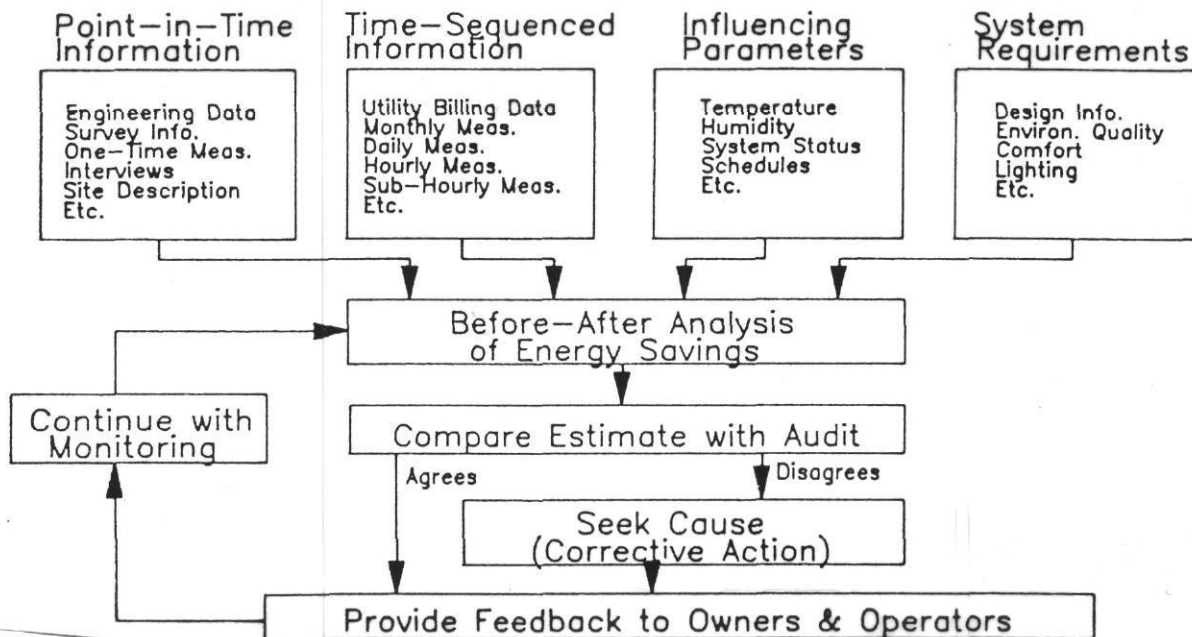 Point-in-Time
Information
Engineering Data
Survey Info.
One-Time Meas.
Interviews
Site Description
Etc.
Time-Sequenced
Information
Utility Billing Data
Monthly Meas.
Daily Meas.
Hourly Meas.
Sub-Hourly Meas.
Etc.
Influencing
Parameters
Temperature
Humidity
System Status
Schedules
Etc.
System
Requirements
Design Info.
Environ. Quality
Comfort
Lighting
Etc.
Before-After Analysis
of Energy Savings
Continue with
Monitoring
Compare Estimate with Audit
Agrees
Disagrees
Seek Cause
(Corrective Action)
Provide Feedback to Owners & Operators